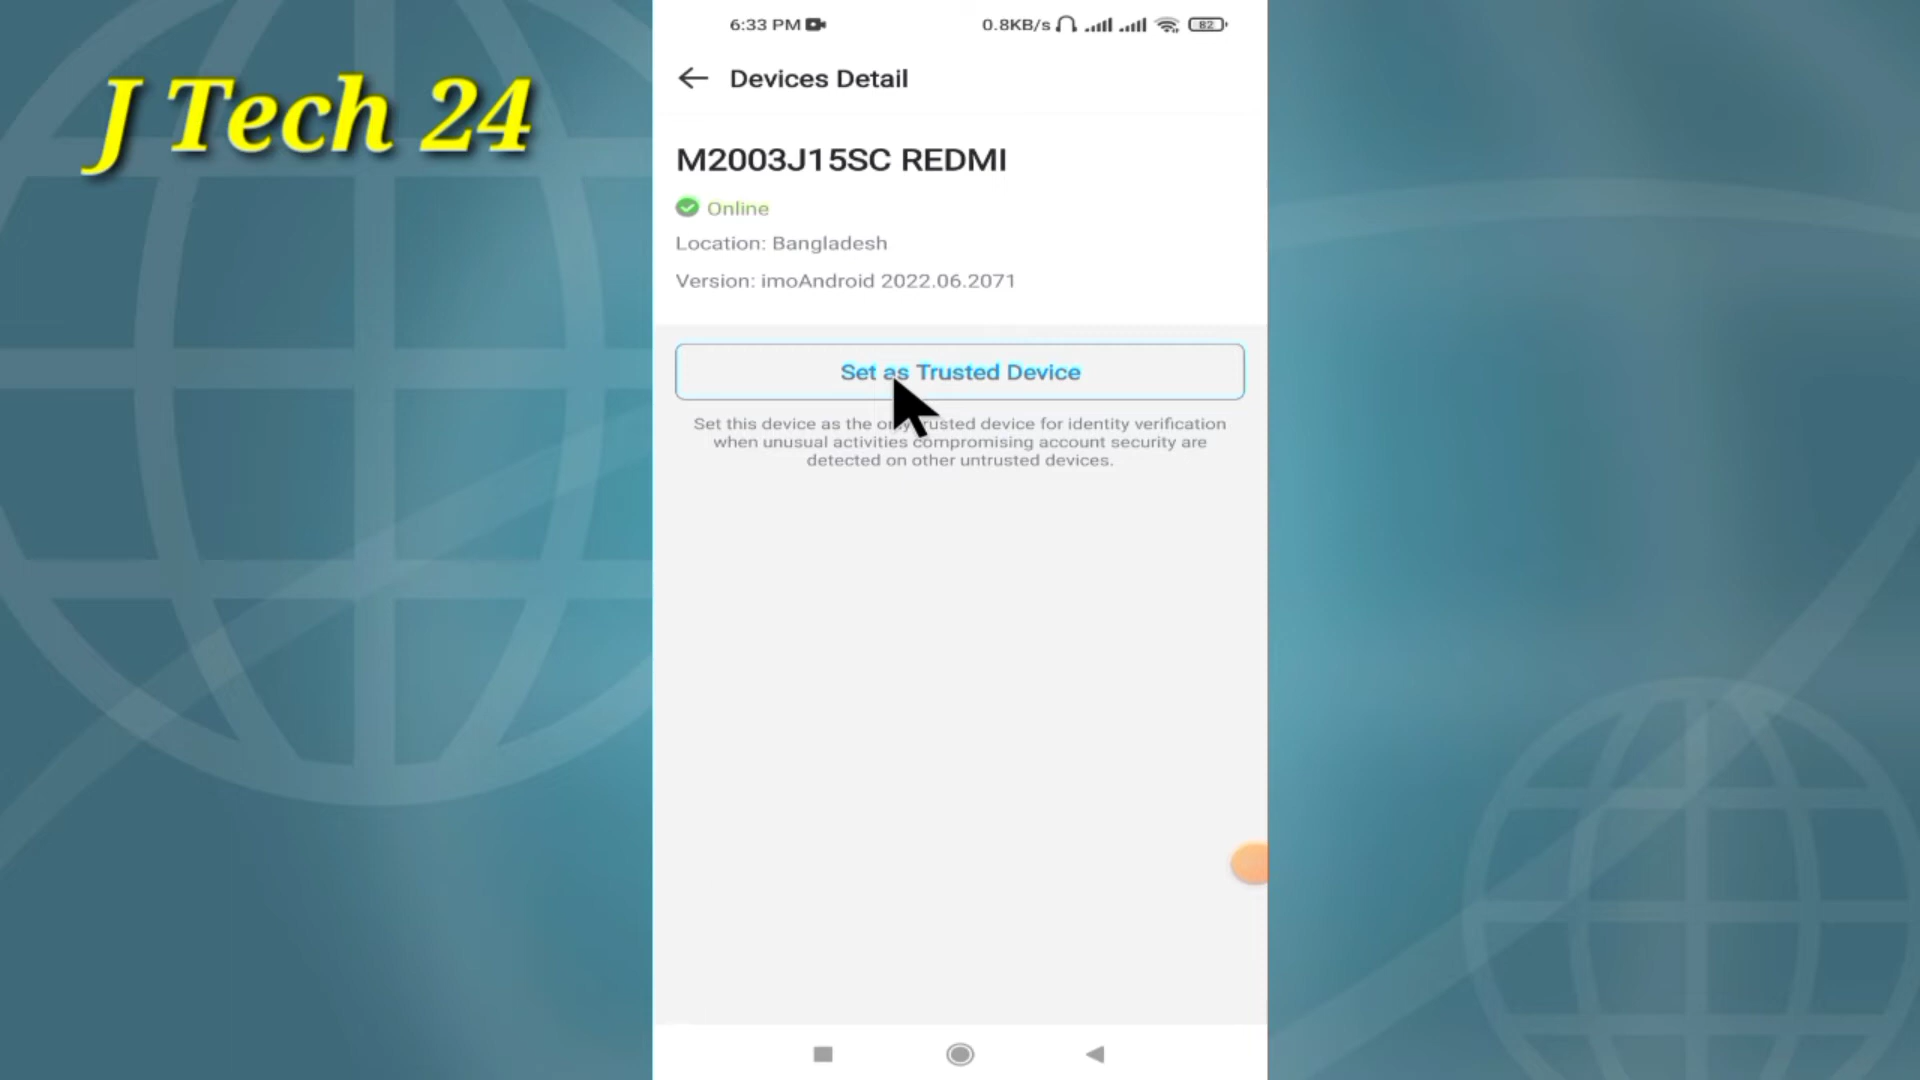 J Tech 24
6:33 PM
0.8KB/s
82
Devices Detail
M2003J15SC REDMI
Online
Location: Bangladesh
Version: imoAndroid 2022.06.2071
Set as Trusted Device
Set this device as the only trusted device for identity verification
when unusual activities compromising account security are
detected on other untrusted devices.